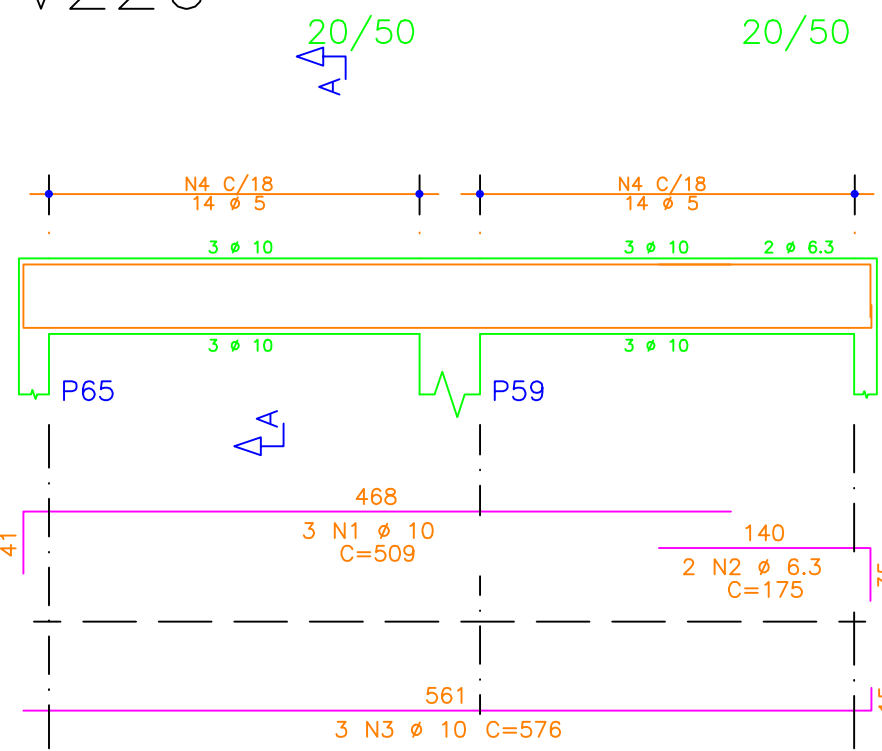 20/50 20/50
A
N4 C/18 N4 C/18
14 ø 5 14 ø 5
3 ø 10 3 ø 10 2 ø 6.3
3 ø 10 3 ø 10
P65 P59
A
468
41
3 N1 ø 10
C=509
140
2 N2 ø 6.3
C=175
561
3 N3 ø 10 C=576